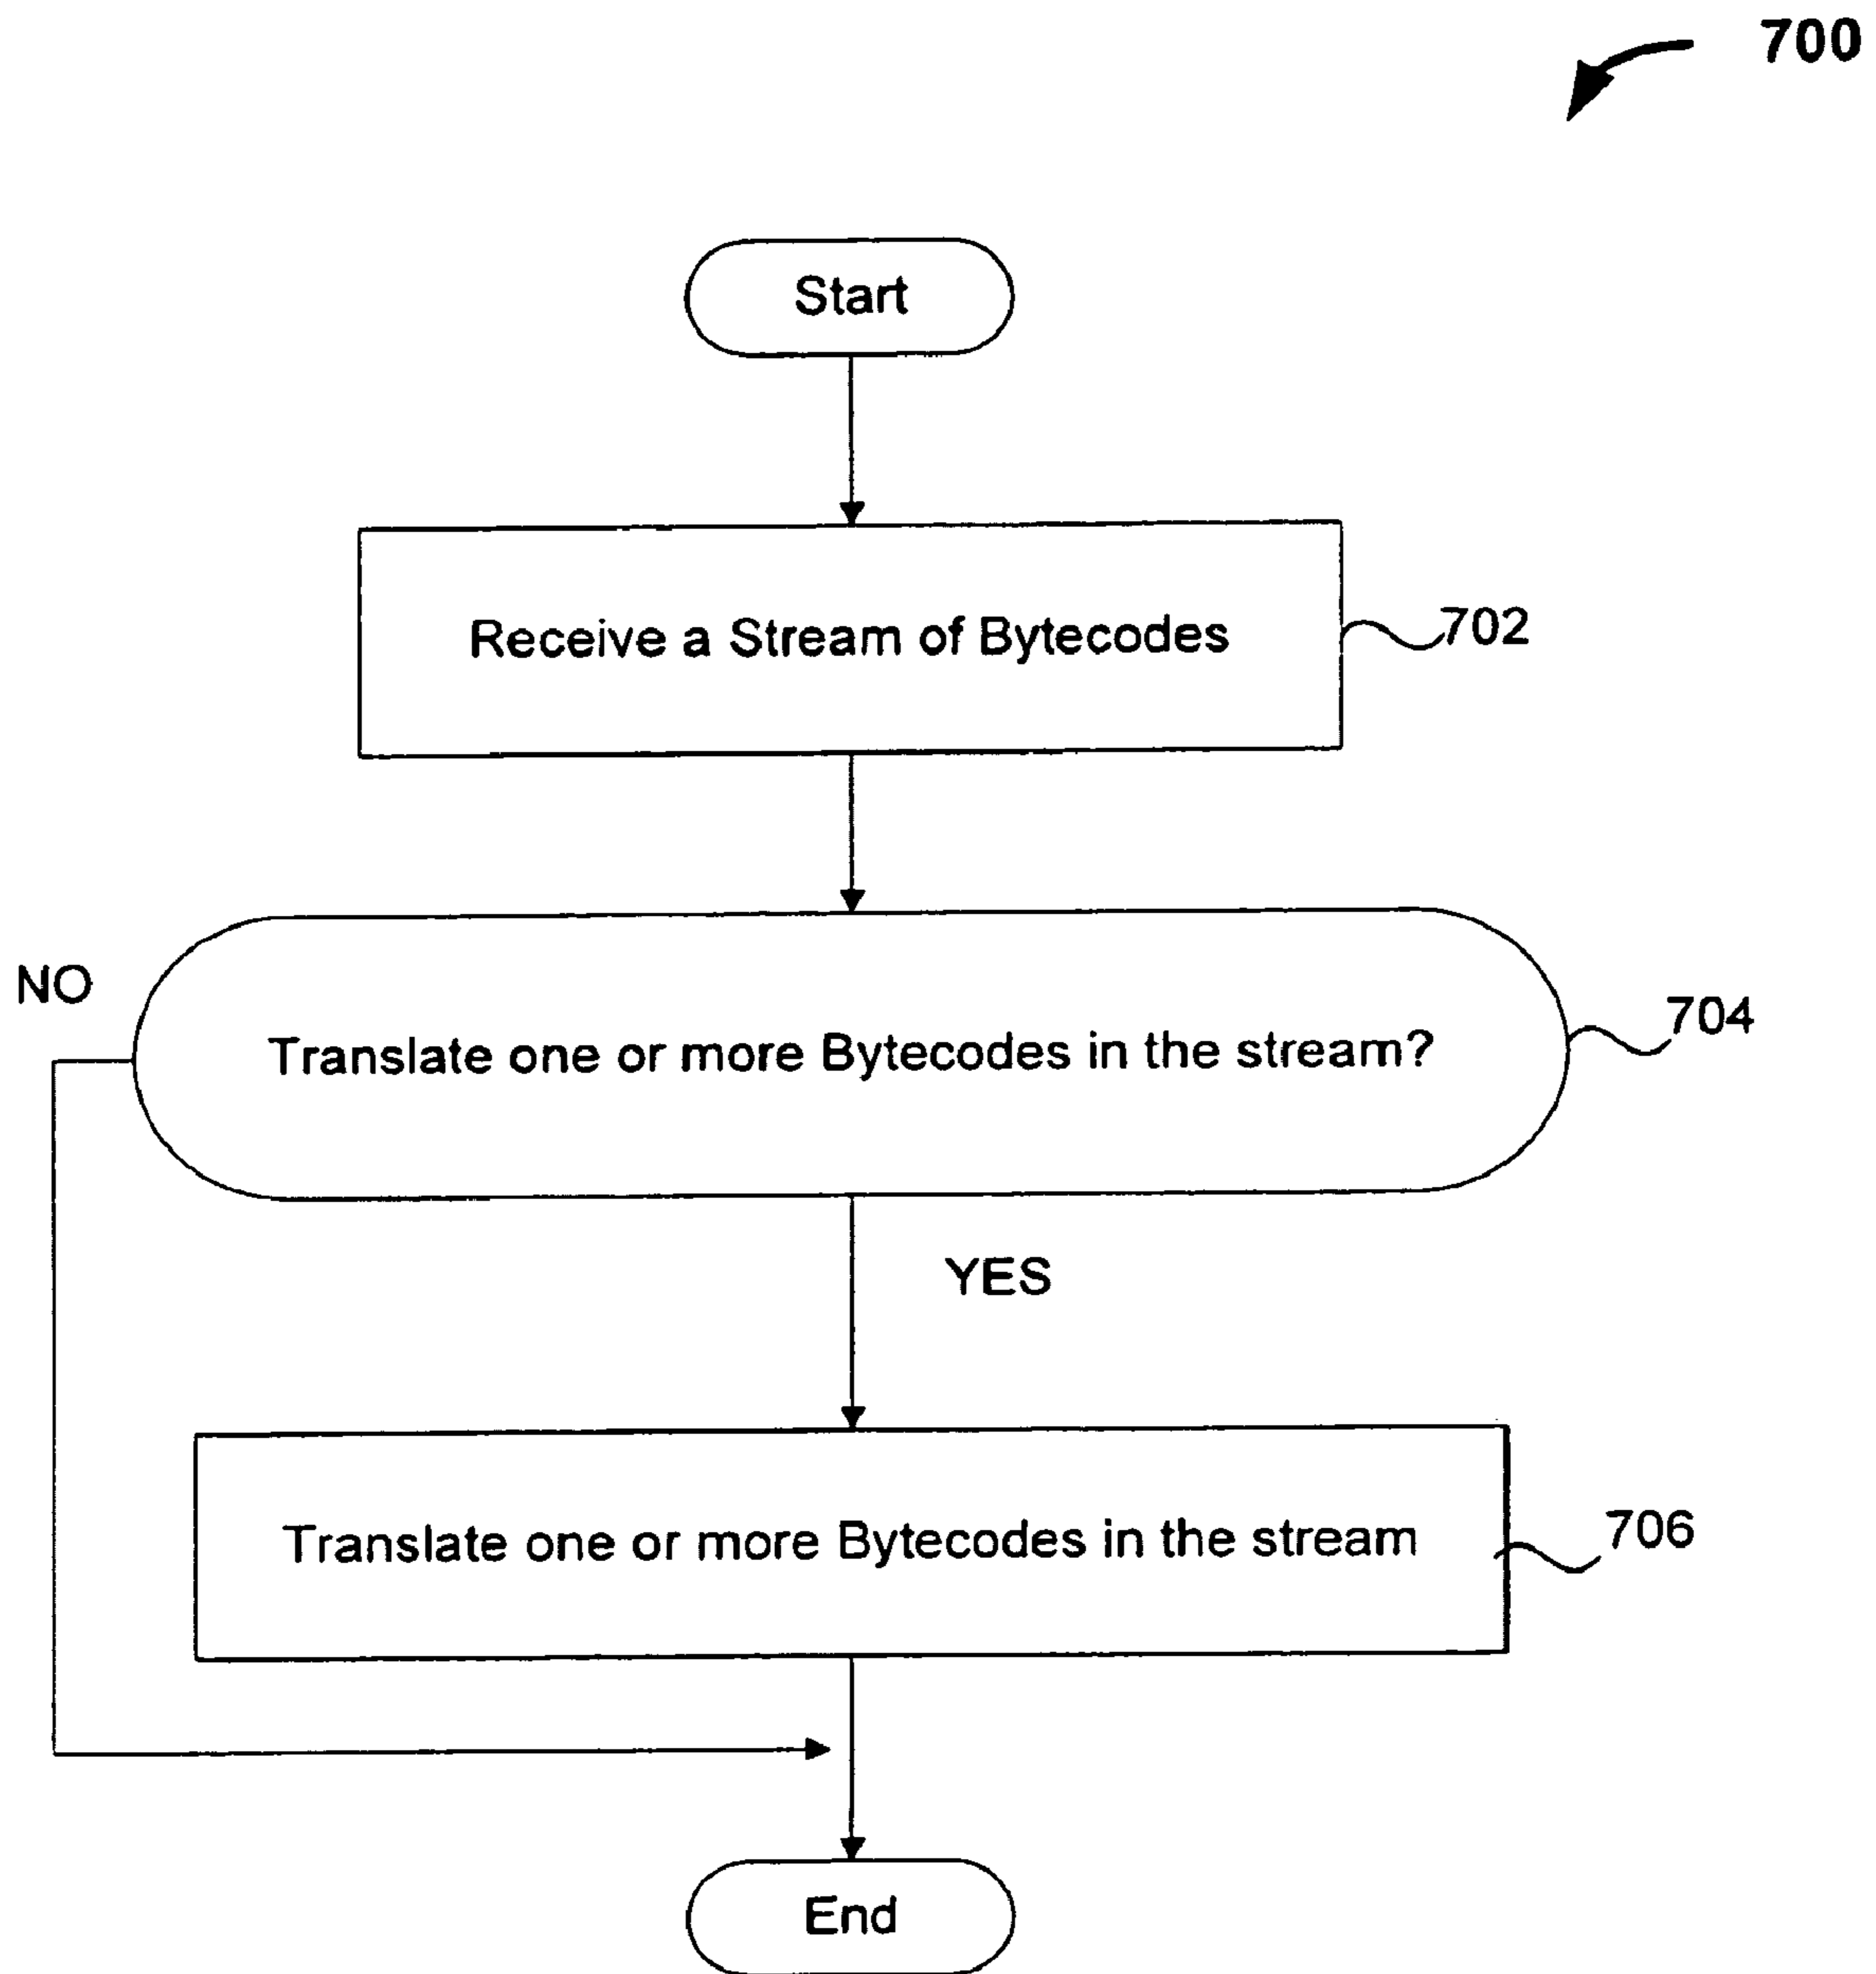 700
Start
Receive a Stream of Bytecodes
702
NO
Translate one or more Bytecodes in the stream?
704
YES
Translate one or more Bytecodes in the stream
706
End